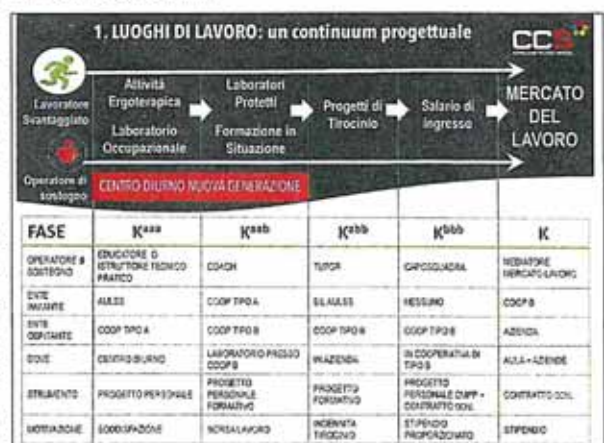 1. LUOGHI DI LAVORO: un continuum progettuale
CCS
Lavoratore
Svantaggiato
Attività
Ergoterapica
Laboratorio
Occupazionale
Laboratori
Protetti
Formazione in
Situazione
Progetti di
Tirocinio
Salario di
ingresso
MERCATO
DEL
LAVORO
Operatore di
sostegno
CENTRO DIURNO NUOVA GENERAZIONE
FASE Kaaa Kaab Kabb Kbbb K
OPERATORE DI SOSTEGNO EDUCATORE O ISTRUTTORE TECNICO PRATICO COACH TUTOR CAPOSQUADRA MEDIATORE MERCATO LAVORO
ENTE INVIANTE AULSS COOP TIPO A SIL AULSS NESSUNO COOP B
ENTE OSPITANTE COOP TIPO A COOP TIPO B COOP TIPO B COOP TIPO B AZIENDA
DOVE CENTRO DIURNO LABORATORIO PRESSO COOP B IN AZIENDA IN COOPERATIVA DI TIPO B AULA + AZIENDE
STRUMENTO PROGETTO PERSONALE PROGETTO PERSONALE FORMATIVO PROGETTO FORMATIVO PROGETTO PERSONALE + CONTRATTO
MOTIVAZIONE SODDISFAZIONE BORSA LAVORO INDENNITÀ TIROCINIO STIPENDIO PROPORZIONATO STIPENDIO